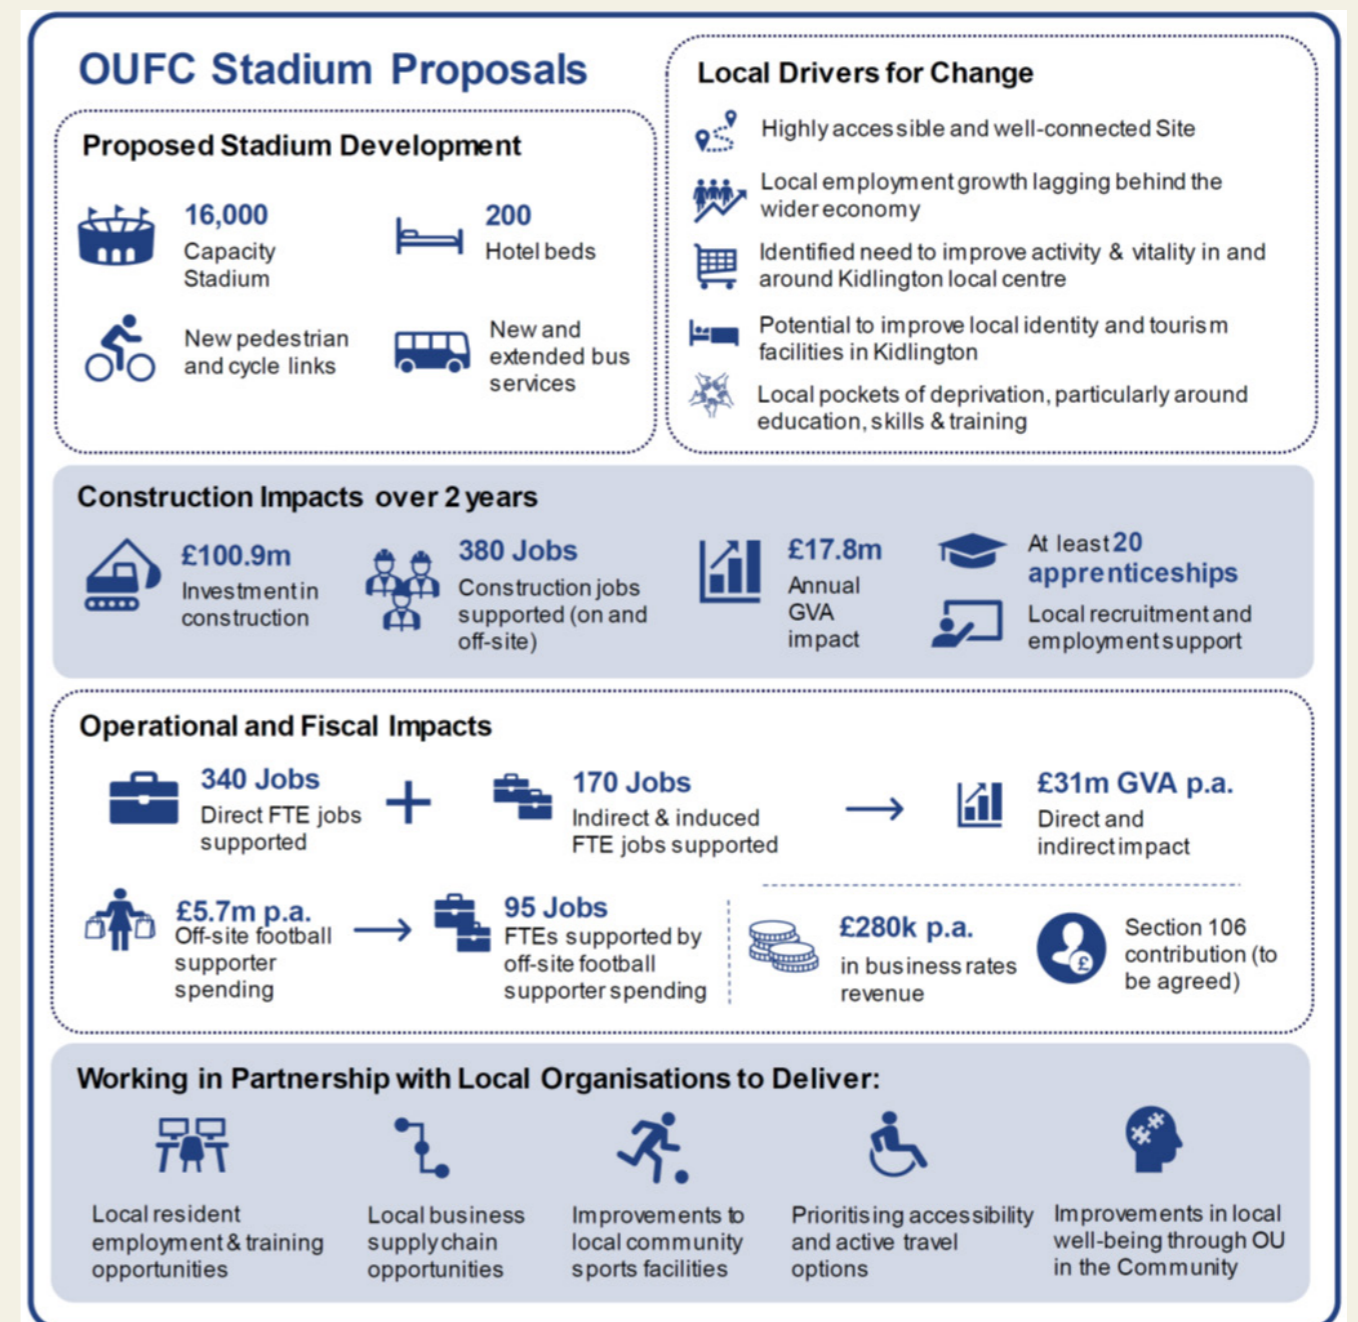 OUFC Stadium Proposals
Proposed Stadium Development
16,000
Capacity
Stadium
200
Hotel beds
New pedestrian
and cycle links
New and
extended bus
services
Local Drivers for Change
Highly accessible and well-connected Site
Local employment growth lagging behind the
wider economy
Identified need to improve activity & vitality in and
around Kidlington local centre
Potential to improve local identity and tourism
facilities in Kidlington
Local pockets of deprivation, particularly around
education, skills & training
Construction Impacts over 2 years
£100.9m
Investment in
construction
380 Jobs
Construction jobs
supported (on and
off-site)
£17.8m
Annual
GVA
impact
At least 20
apprenticeships
Local recruitment and
employment support
Operational and Fiscal Impacts
340 Jobs
Direct FTE jobs
supported
170 Jobs
Indirect & induced
FTE jobs supported
£31m GVA p.a.
Direct and
indirect impact
£5.7m p.a.
Off-site football
supporter
spending
95 Jobs
FTEs supported by
off-site football
supporter spending
£280k p.a.
in business rates
revenue
£
Section 106
contribution (to
be agreed)
Working in Partnership with Local Organisations to Deliver:
Local resident
employment & training
opportunities
Local business
supply chain
opportunities
Improvements to
local community
sports facilities
Prioritising accessibility
and active travel
options
Improvements in local
well-being through OU
in the Community